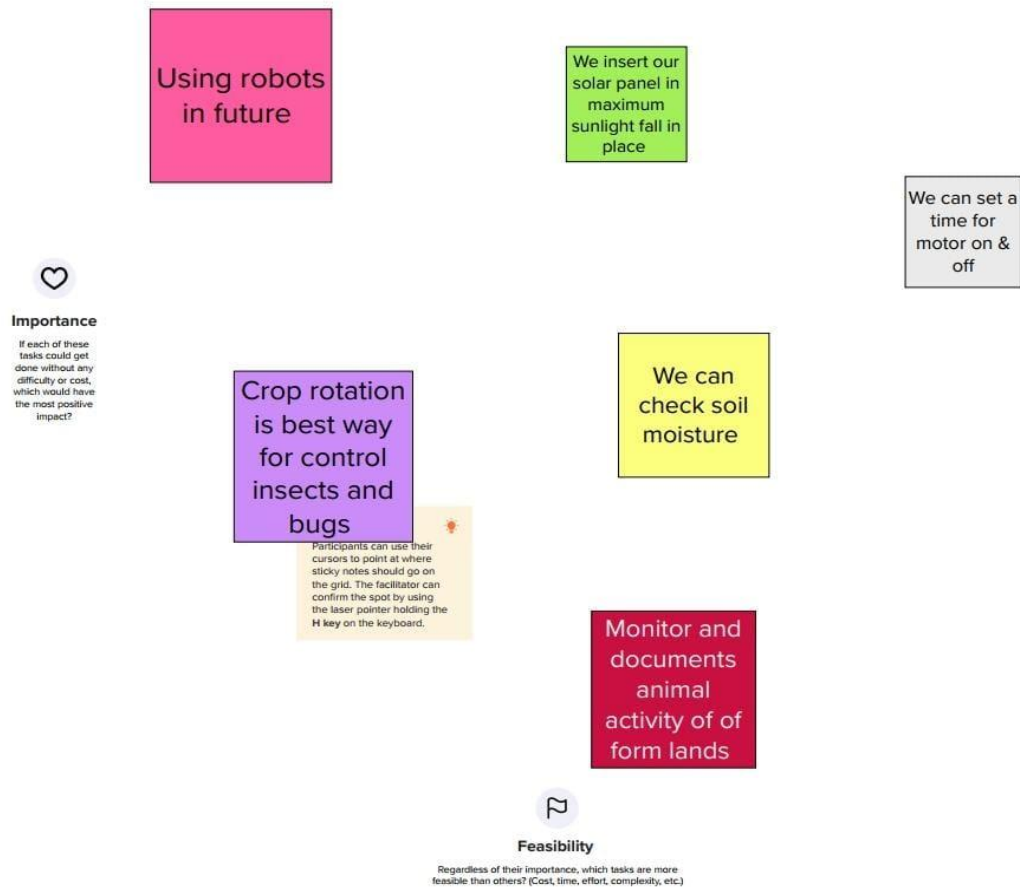 Using robots
in future
We insert our
solar panel in
maximum
sunlight fall in
place
We can set a
time for
motor on &
off
Importance
If each of these
tasks could get
done without any
difficulty or cost,
which would have
the most positive
impact?
Crop rotation
is best way
for control
insects and
bugs
We can
check soil
moisture
Participants can use their
cursors to point at where
sticky notes should go on
the grid. The facilitator can
confirm the spot by using
the laser pointer holding the
H key on the keyboard.
Monitor and
documents
animal
activity of of
form lands
Feasibility
Regardless of their importance, which tasks are more
feasible than others? (Cost, time, effort, complexity, etc.)